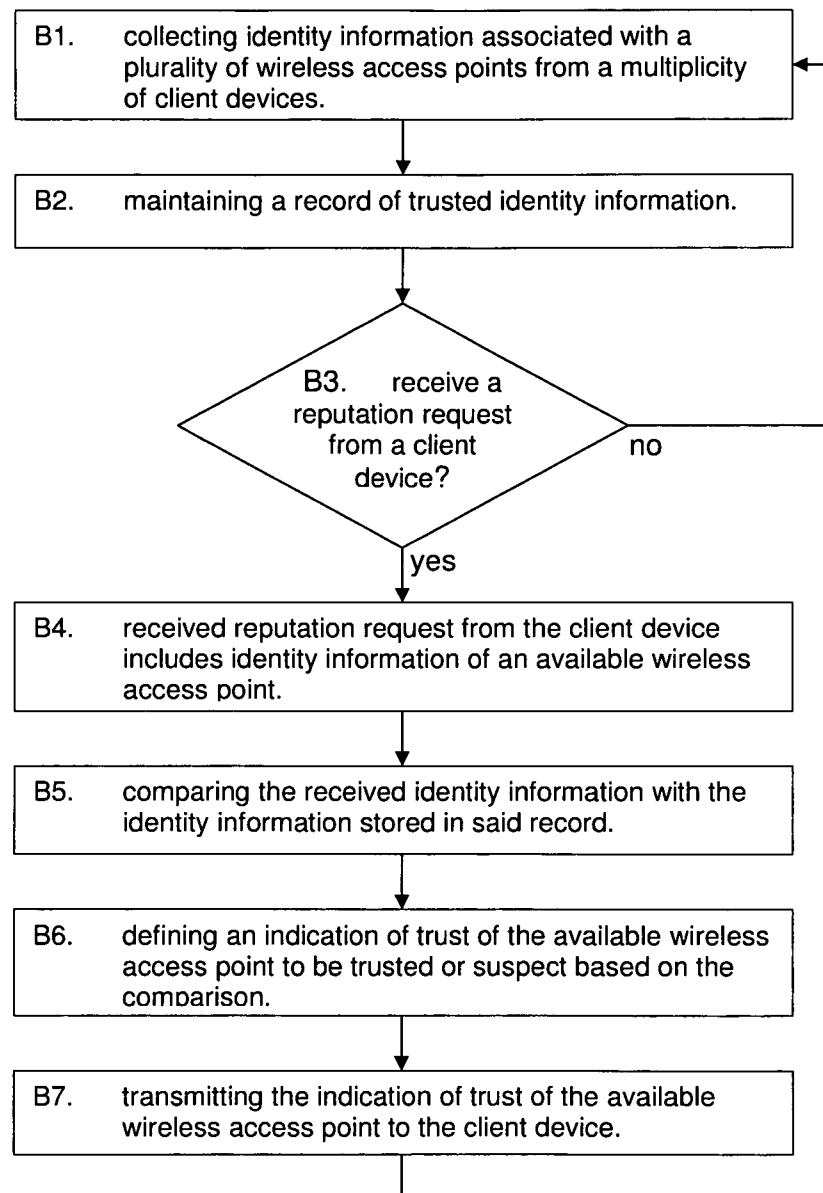 B1. collecting identity information associated with a
plurality of wireless access points from a multiplicity
of client devices.
B2. maintaining a record of trusted identity information.
B3. receive a
reputation request
from a client
device?
no
yes
B4. received reputation request from the client device
includes identity information of an available wireless
access point.
B5. comparing the received identity information with the
identity information stored in said record.
B6. defining an indication of trust of the available wireless
access point to be trusted or suspect based on the
comparison.
B7. transmitting the indication of trust of the available
wireless access point to the client device.